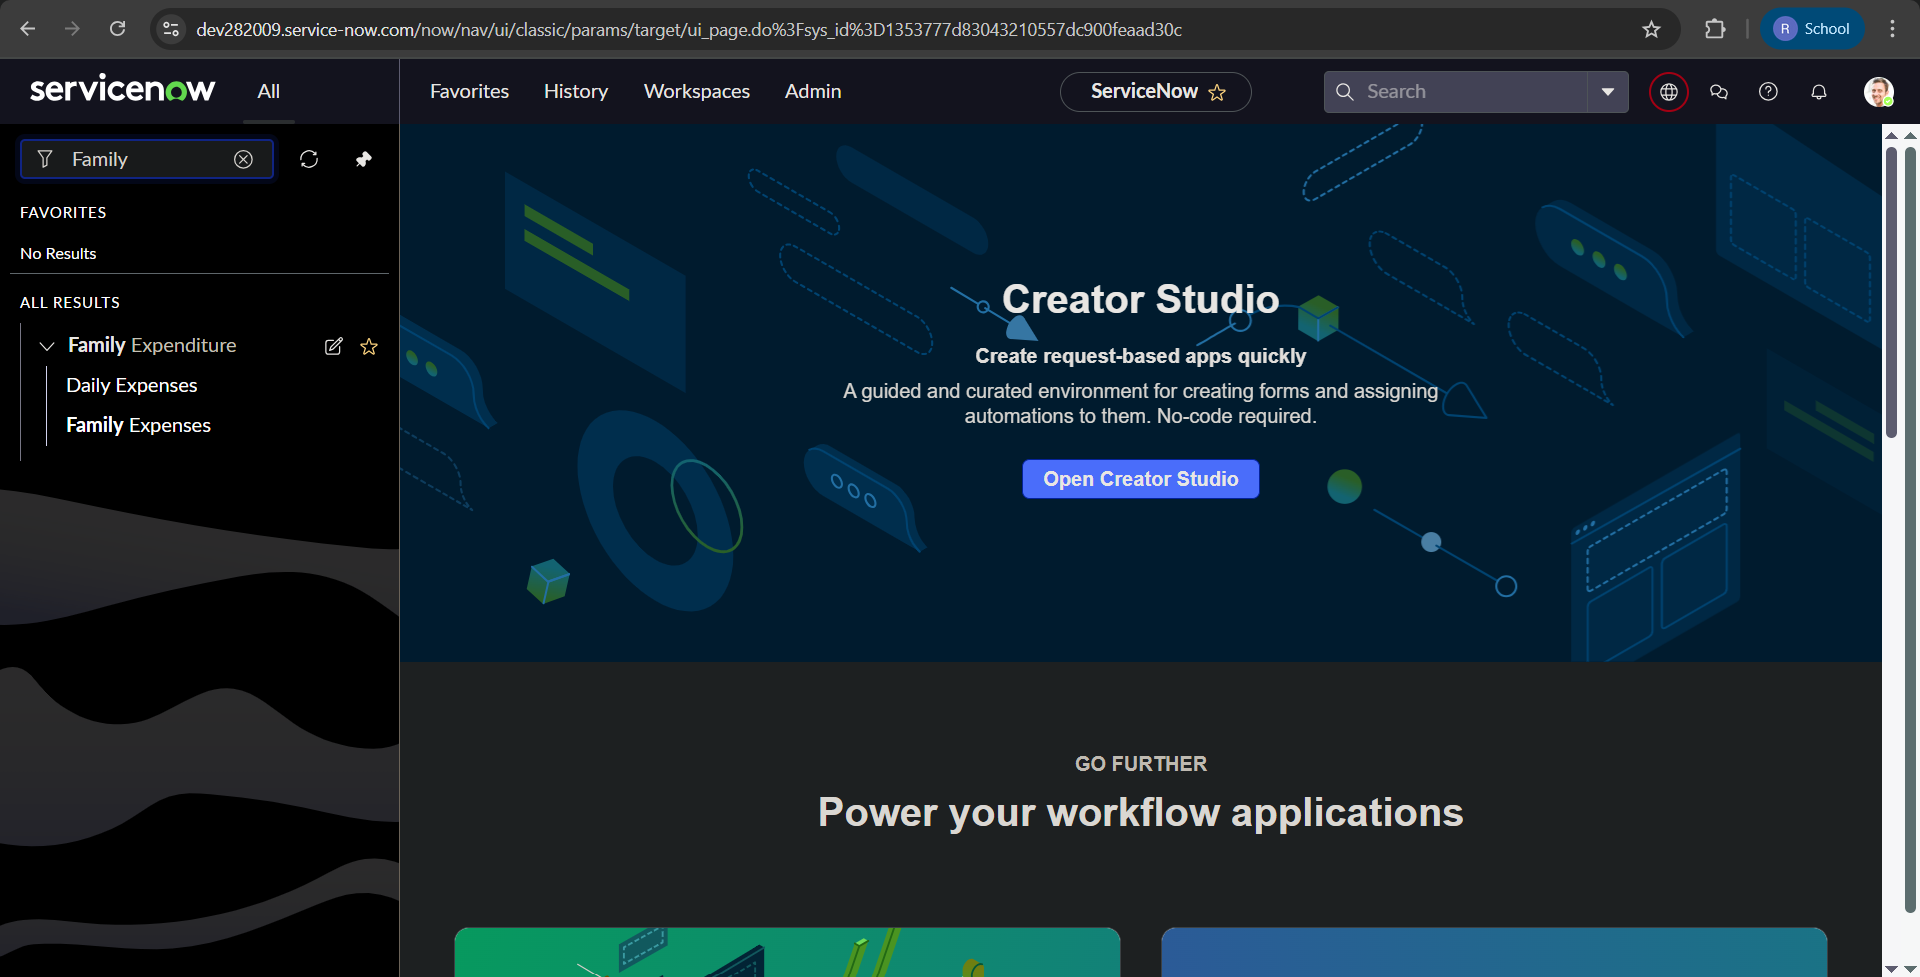 dev282009.service-now.com/now/nav/ui/classic/params/target/ui_page.do%3Fsys_id%3D1353777d83043210557dc900feaad30c
R School
servicenow All Favorites History Workspaces Admin ServiceNow Search
Family
FAVORITES
No Results
ALL RESULTS
Family Expenditure
Daily Expenses
Family Expenses
Creator Studio
Create request-based apps quickly
A guided and curated environment for creating forms and assigning
automations to them. No-code required.
Open Creator Studio
GO FURTHER
Power your workflow applications